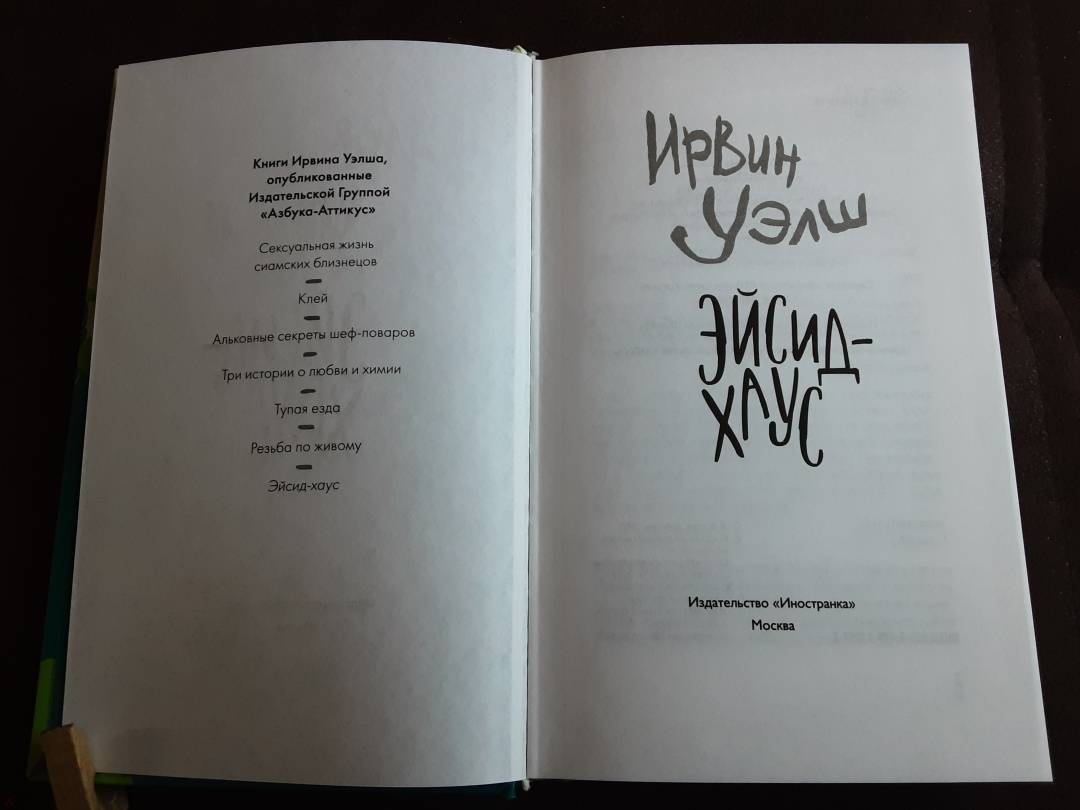 Книги Ирвина Уэлша,
опубликованные
Издательской Группой
«Азбука-Аттикус»
Сексуальная жизнь
сиамских близнецов
Клей
Альковные секреты шеф-поваров
Три истории о любви и химии
Тупая езда
Резьба по живому
Эйсид-хаус
Ирвин
Уэлш
Эйсид-
хаус
Издательство «Иностранка»
Москва